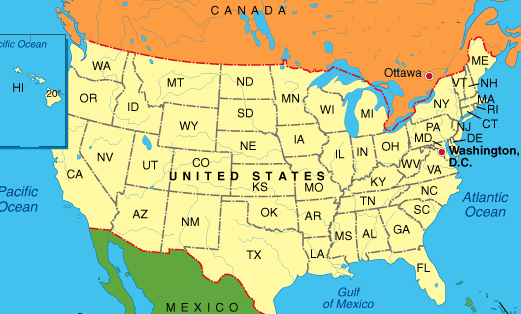 CANADA
cific Ocean
HI
20°
Ottawa
ME
WA
MT
ND
MN
VT
NH
OR
ID
WI
MI
NY
MA
RI
CT
WY
SD
IA
PA
NJ
DE
MD
Washington,
D.C.
NV
UT
CO
NE
IL
IN
OH
WV
VA
CA
UNITED STATES
KS
MO
KY
NC
Pacific
Ocean
Atlantic
Ocean
AZ
NM
OK
AR
TN
SC
MS
AL
GA
TX
LA
FL
Gulf
of Mexico
MEXICO